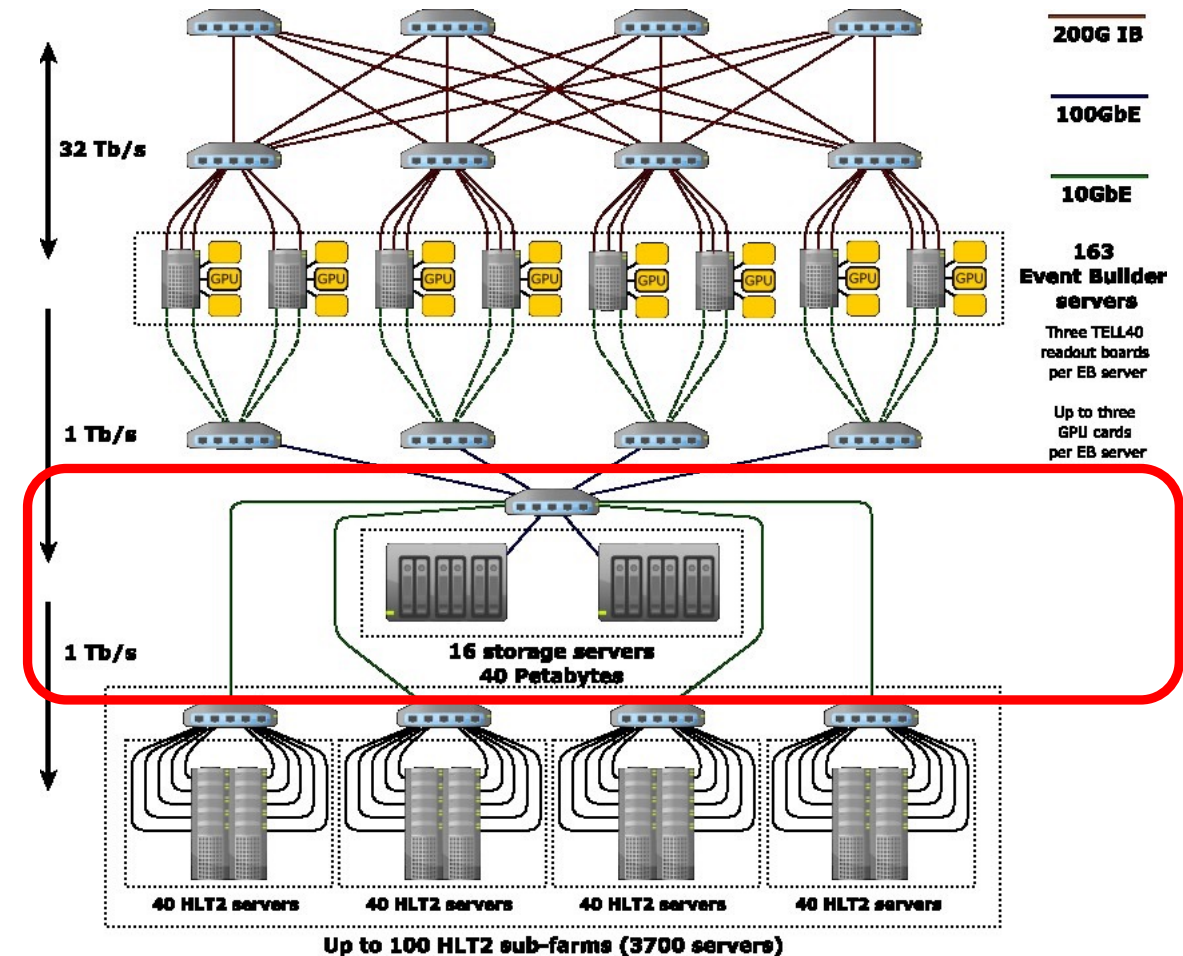 200G IB
100GbE
32 Tb/s
10GbE
163
Event Builder
servers
GPU
GPU
GPU
GPU
GPU
GPU
GPU
GPU
Three TELL40
readout boards
per EB server
Up to three
GPU cards
per EB server
1 Tb/s
1 Tb/s
16 storage servers
40 Petabytes
40 HLT2 servers
40 HLT2 servers
40 HLT2 servers
40 HLT2 servers
Up to 100 HLT2 sub-farms (3700 servers)